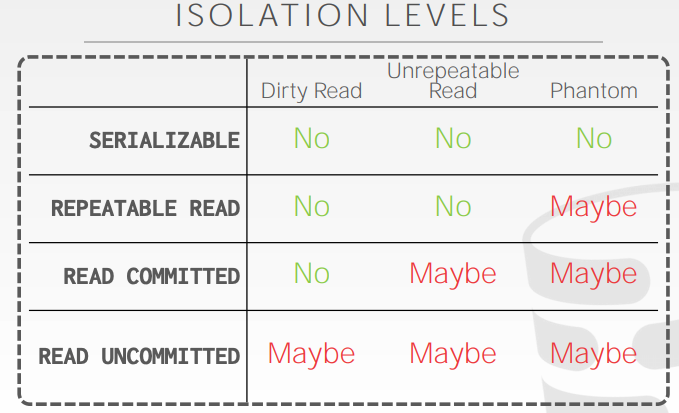 ISOLATION LEVELS
Dirty Read Unrepeatable Read Phantom
SERIALIZABLE No No No
REPEATABLE READ No No Maybe
READ COMMITTED No Maybe Maybe
READ UNCOMMITTED Maybe Maybe Maybe